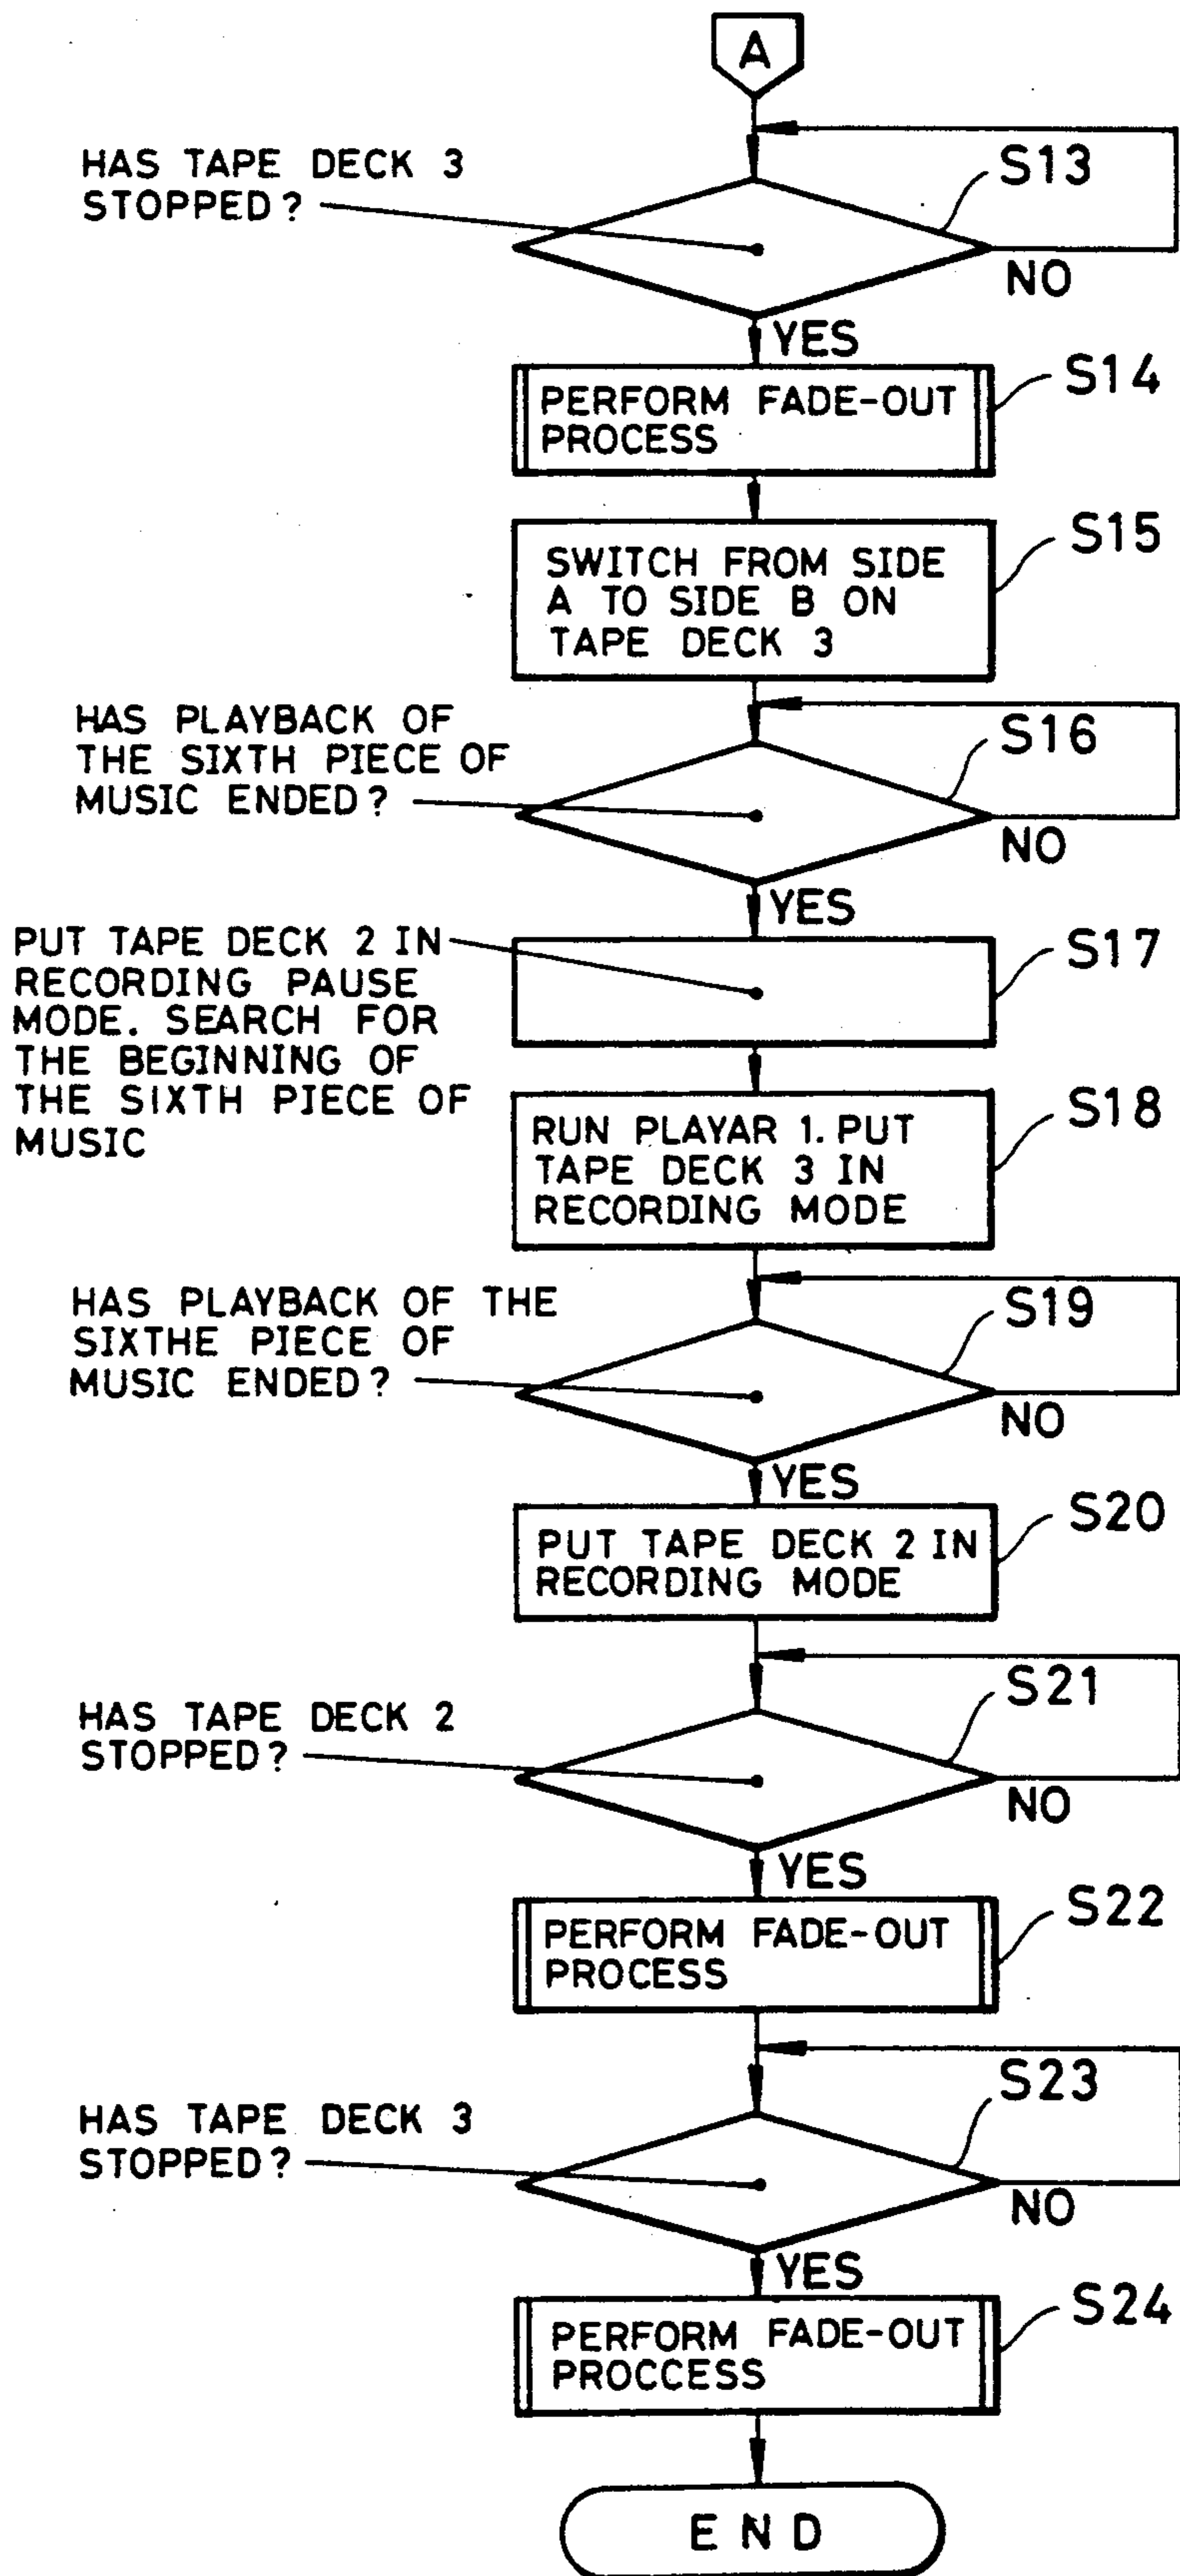 A
HAS TAPE DECK 3
STOPPED?
S13
NO
YES
PERFORM FADE-OUT
PROCESS
S14
SWITCH FROM SIDE
A TO SIDE B ON
TAPE DECK 3
S15
HAS PLAYBACK OF
THE SIXTH PIECE OF
MUSIC ENDED?
S16
NO
YES
PUT TAPE DECK 2 IN
RECORDING PAUSE
MODE. SEARCH FOR
THE BEGINNING OF
THE SIXTH PIECE OF
MUSIC
S17
RUN PLAYAR 1. PUT
TAPE DECK 3 IN
RECORDING MODE
S18
HAS PLAYBACK OF THE
SIXTHE PIECE OF
MUSIC ENDED?
S19
NO
YES
PUT TAPE DECK 2 IN
RECORDING MODE
S20
HAS TAPE DECK 2
STOPPED?
S21
NO
YES
PERFORM FADE-OUT
PROCESS
S22
HAS TAPE DECK 3
STOPPED?
S23
NO
YES
PERFORM FADE-OUT
PROCCESS
S24
END